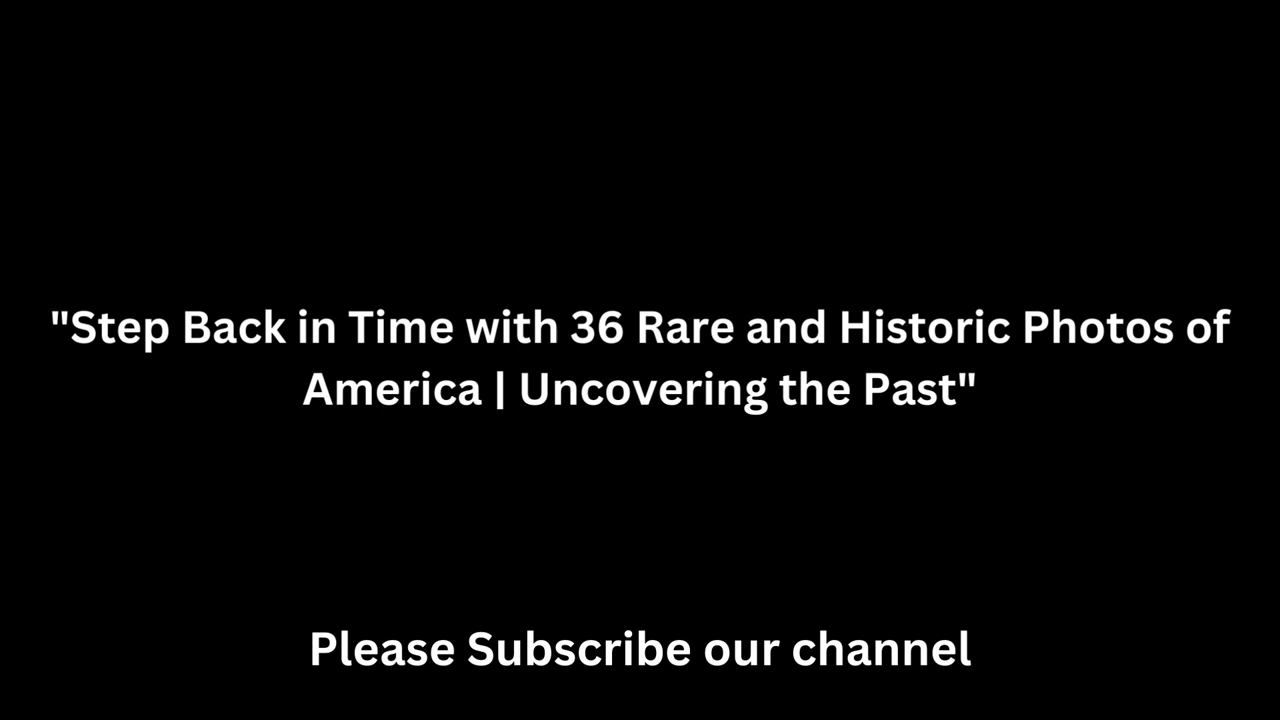 "Step Back in Time with 36 Rare and Historic Photos of
America | Uncovering the Past"
Please Subscribe our channel